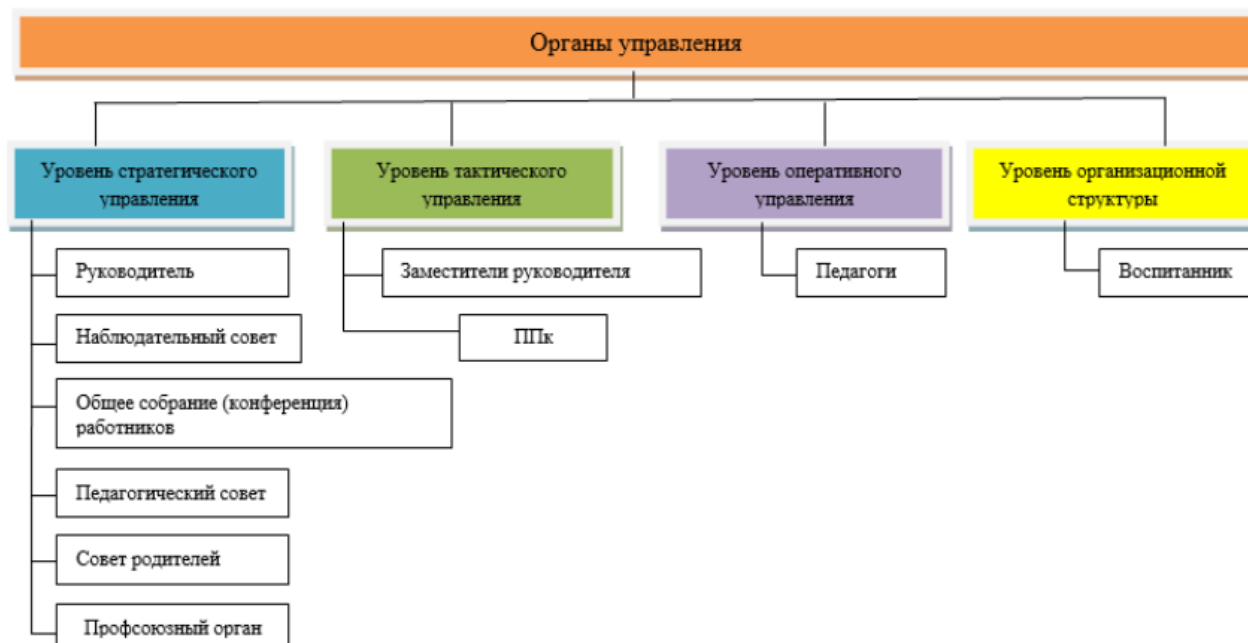 Органы управления
Уровень стратегического
управления
Уровень тактического
управления
Уровень оперативного
управления
Уровень организационной
структуры
Руководитель
Наблюдательный совет
Общее собрание (конференция)
работников
Педагогический совет
Совет родителей
Профсоюзный орган
Заместители руководителя
ППк
Педагоги
Воспитанник